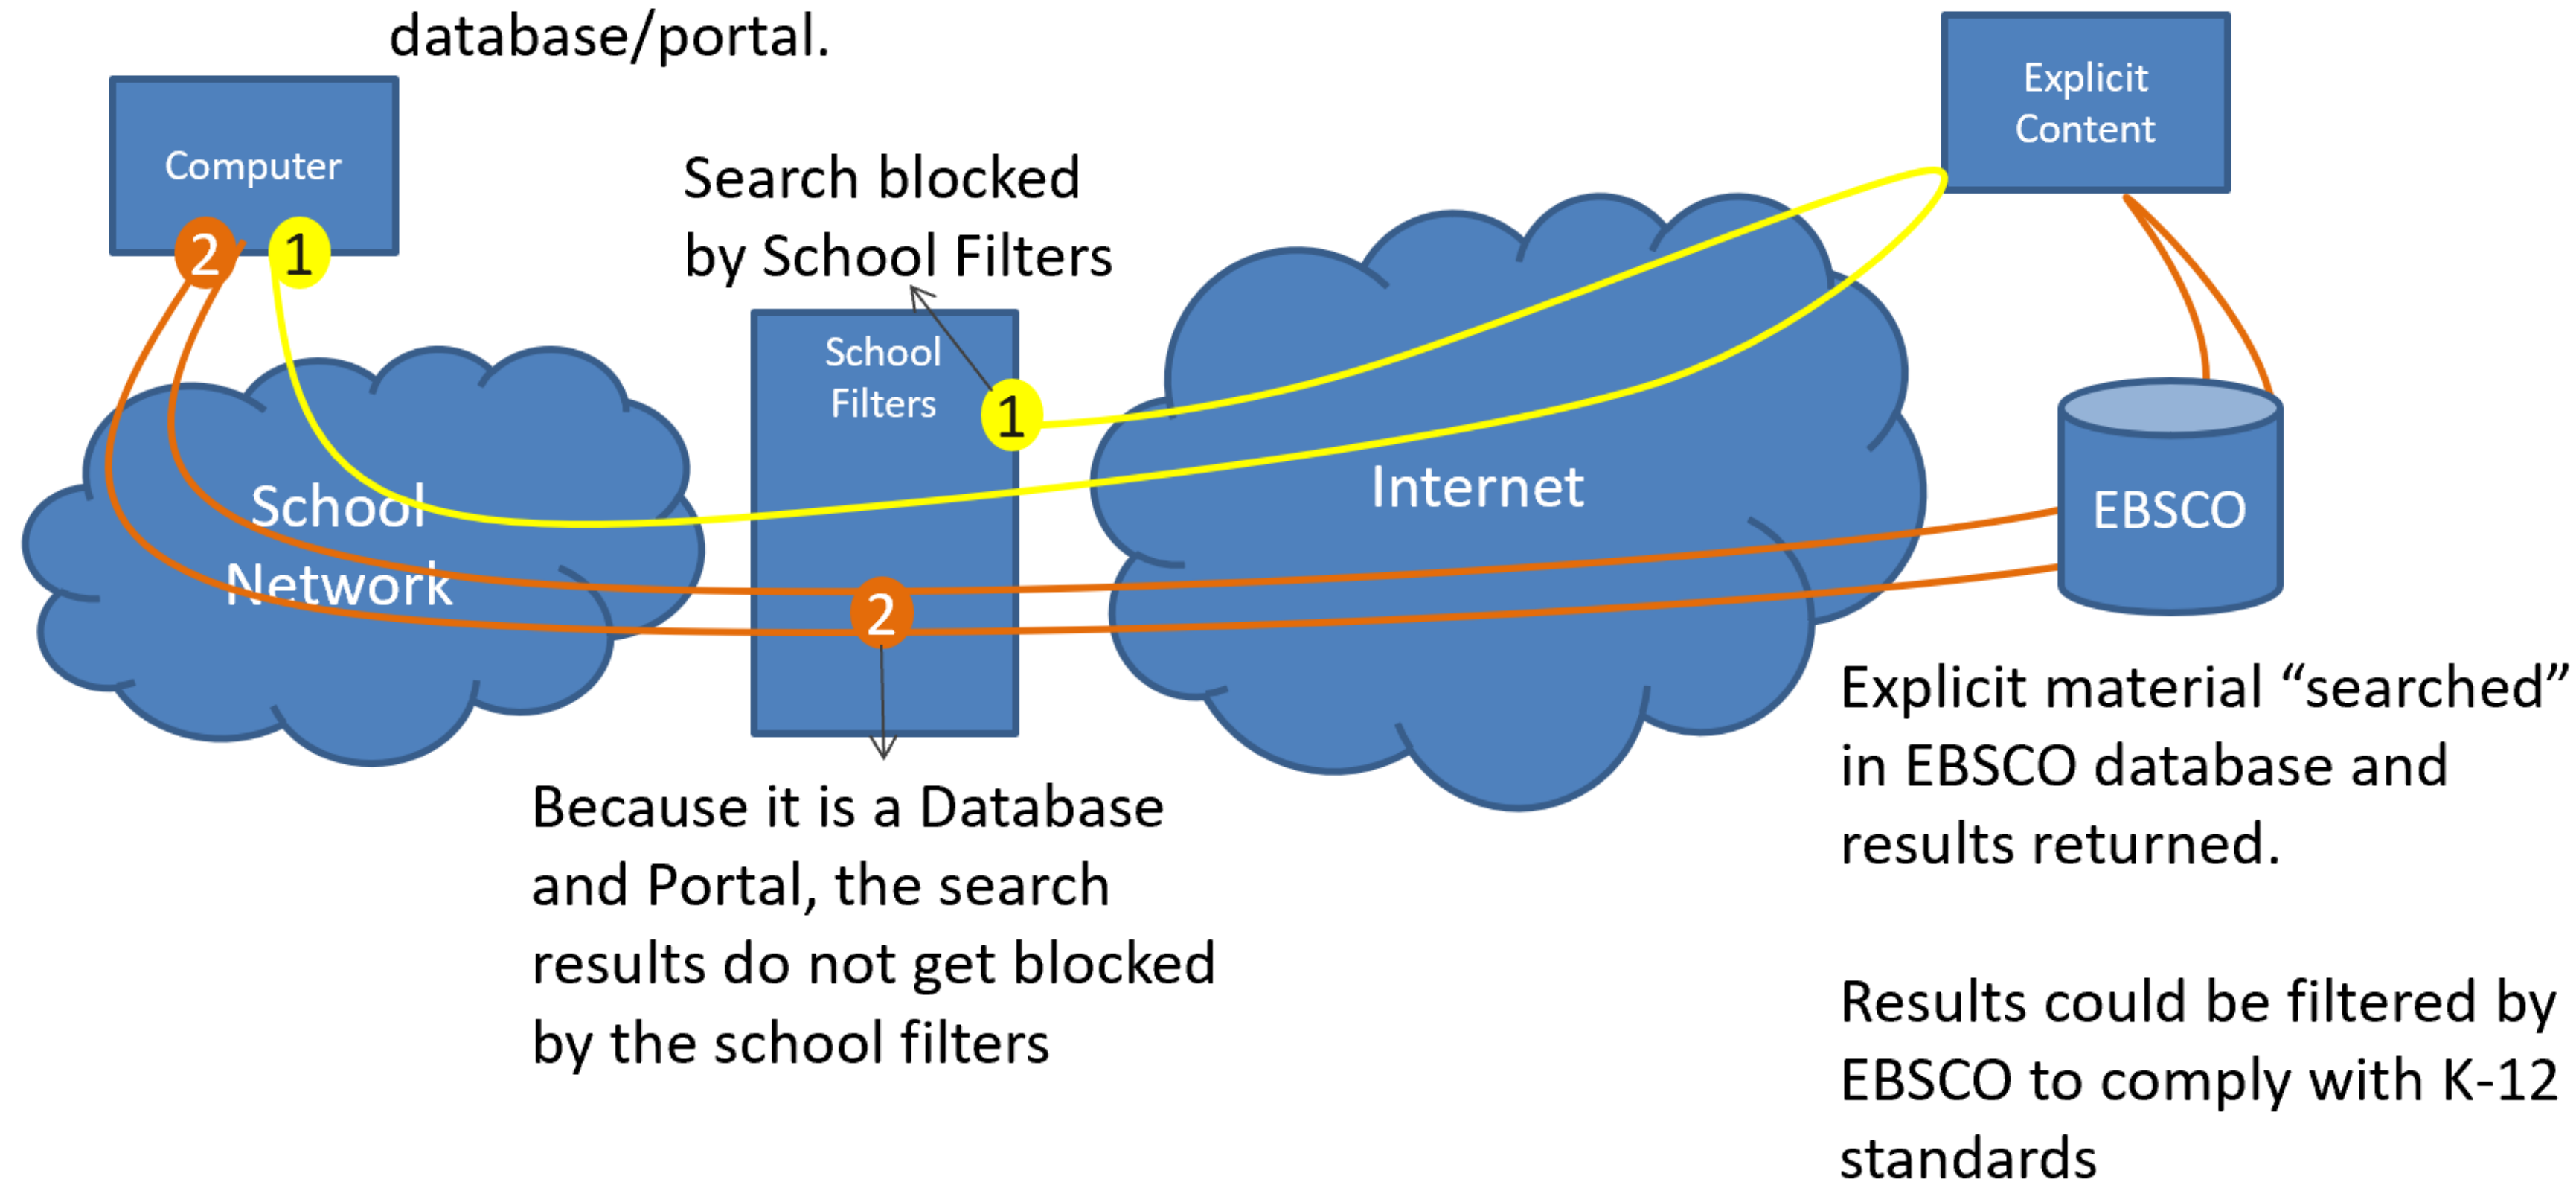 database/portal.
Explicit
Content
Computer
2
1
Search blocked
by School Filters
School
Filters
1
Internet
School
Network
EBSCO
2
Because it is a Database
and Portal, the search
results do not get blocked
by the school filters
Explicit material “searched”
in EBSCO database and
results returned.
Results could be filtered by
EBSCO to comply with K-12
standards